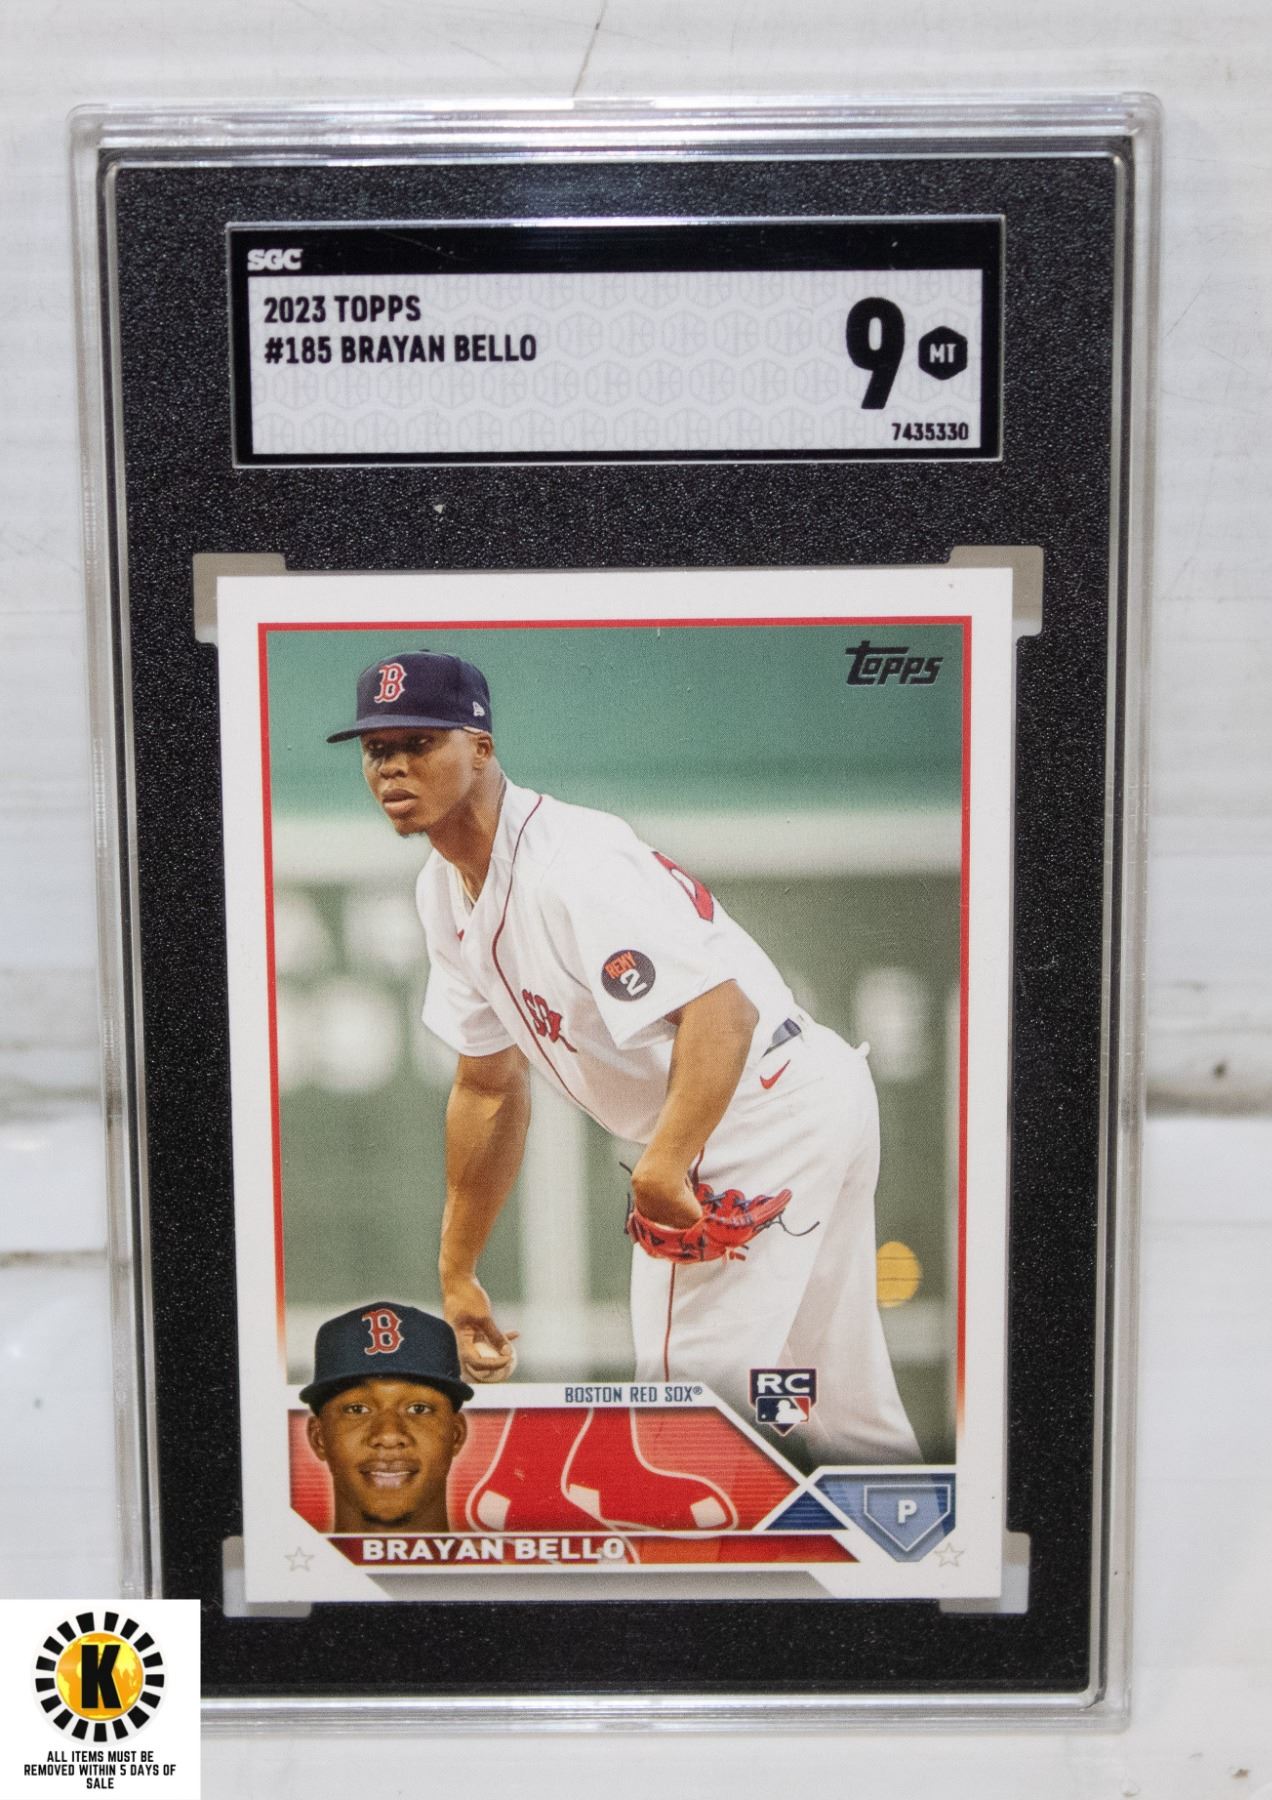 SGC
2023 TOPPS
#185 BRAYAN BELLO
9 MT
7435330
Topps
B
REMY
2
SOX
BOSTON RED SOX®
RC
B
P
BRAYAN BELLO
K
ALL ITEMS MUST BE
REMOVED WITHIN 5 DAYS OF
SALE